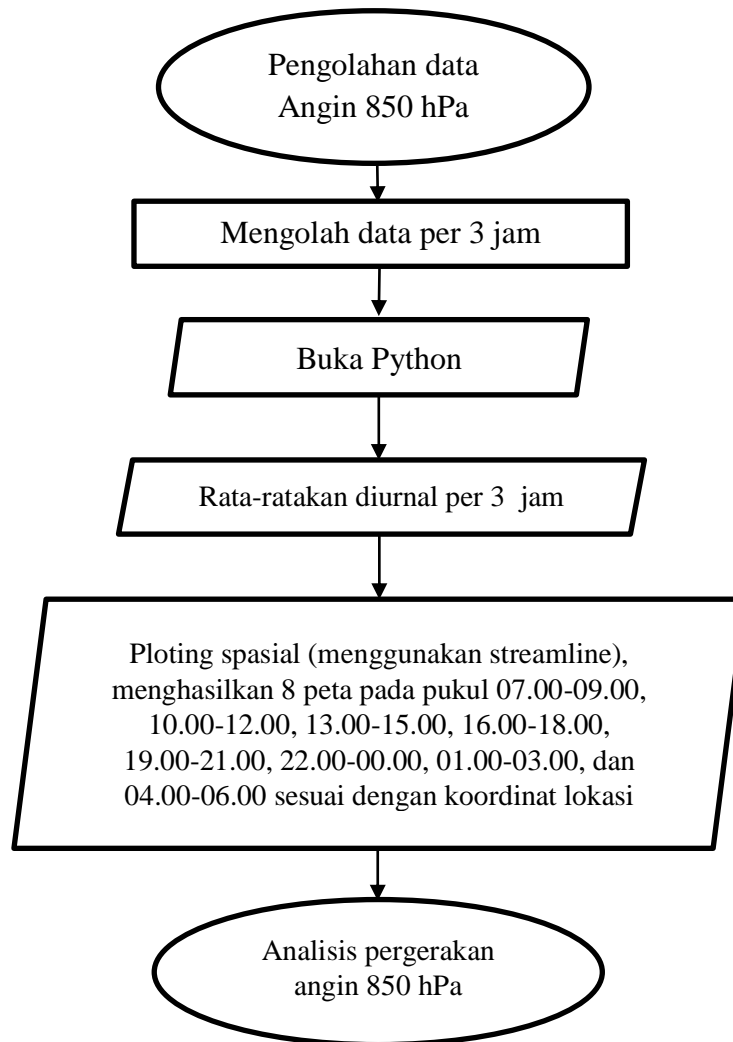 Pengolahan data
Angin 850 hPa
Mengolah data per 3 jam
Buka Python
Rata-ratakan diurnal per 3 jam
Ploting spasial (menggunakan streamline),
menghasilkan 8 peta pada pukul 07.00-09.00,
10.00-12.00, 13.00-15.00, 16.00-18.00,
19.00-21.00, 22.00-00.00, 01.00-03.00, dan
04.00-06.00 sesuai dengan koordinat lokasi
Analisis pergerakan
angin 850 hPa